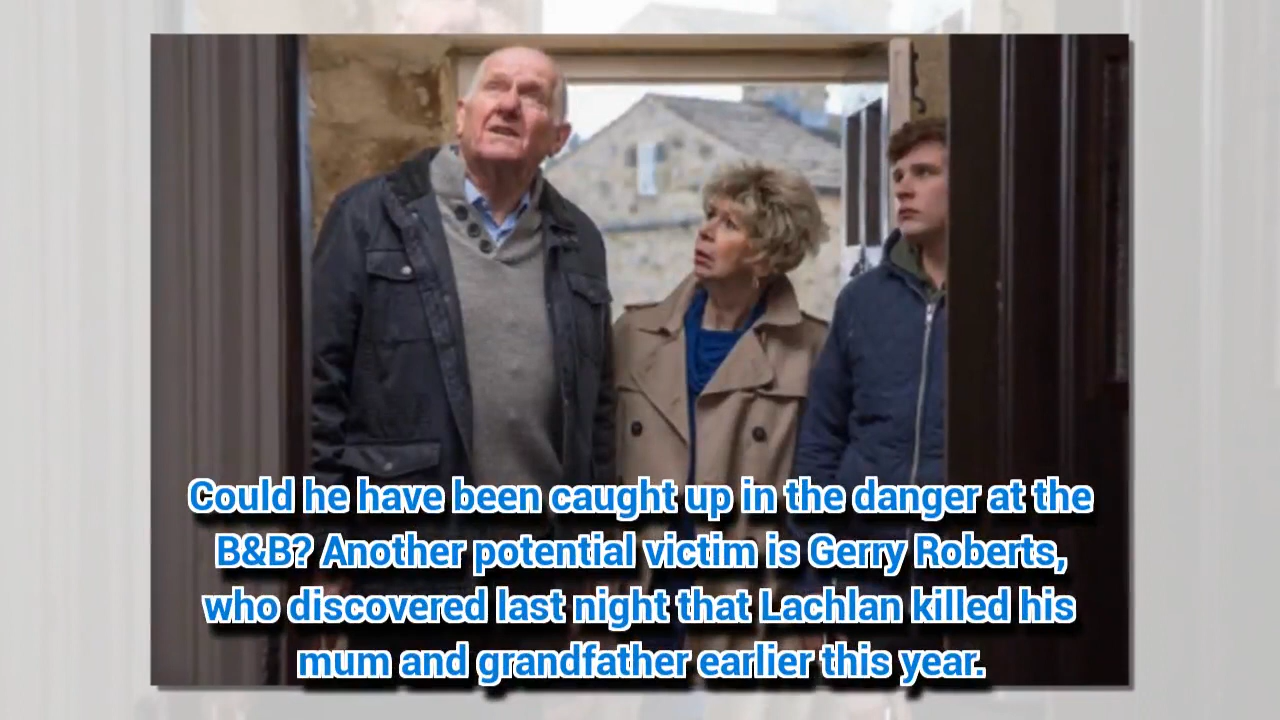 Could he have been caught up in the danger at the
B&B? Another potential victim is Gerry Roberts,
who discovered last night that Lachlan killed his
mum and grandfather earlier this year.